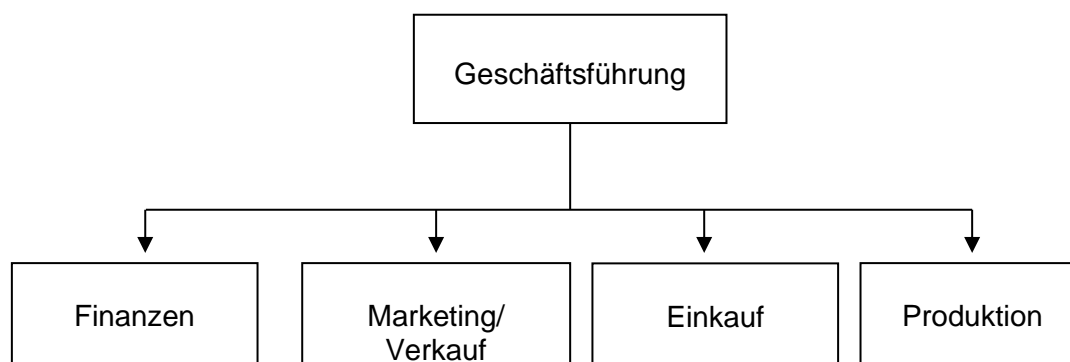 Geschäftsführung
Finanzen
Marketing/
Verkauf
Einkauf
Produktion